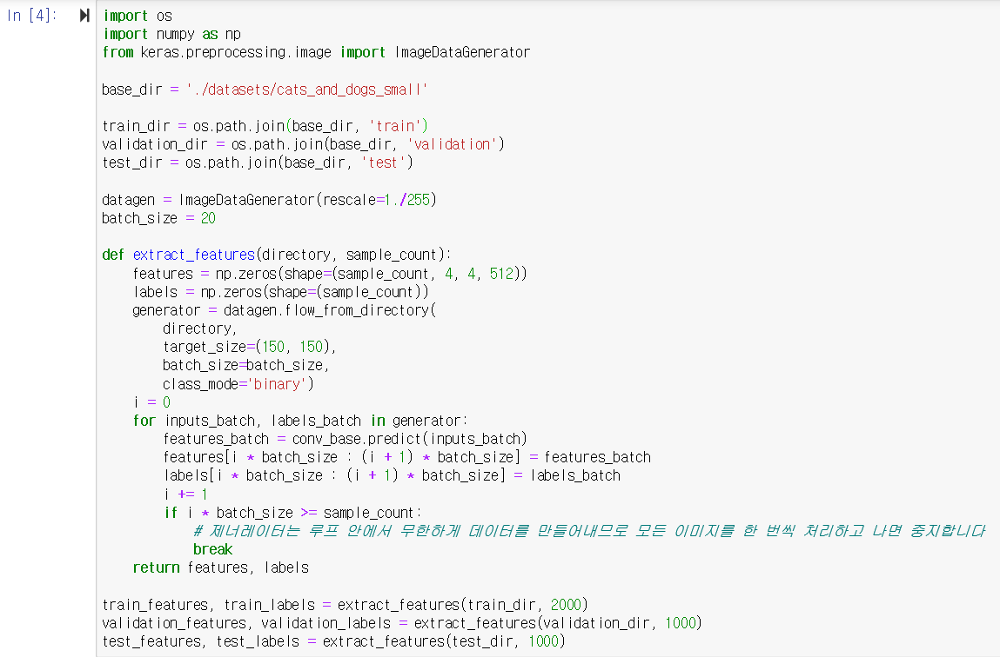 In [4]:
import os
import numpy as np
from keras.preprocessing.image import ImageDataGenerator
base_dir = './datasets/cats_and_dogs_small'
train_dir = os.path.join(base_dir, 'train')
validation_dir = os.path.join(base_dir, 'validation')
test_dir = os.path.join(base_dir, 'test')
datagen = ImageDataGenerator(rescale=1./255)
batch_size = 20
def extract_features(directory, sample_count):
    features = np.zeros(shape=(sample_count, 4, 4, 512))
    labels = np.zeros(shape=(sample_count))
    generator = datagen.flow_from_directory(
        directory,
        target_size=(150, 150),
        batch_size=batch_size,
        class_mode='binary')
    i = 0
    for inputs_batch, labels_batch in generator:
        features_batch = conv_base.predict(inputs_batch)
        features[i * batch_size : (i + 1) * batch_size] = features_batch
        labels[i * batch_size : (i + 1) * batch_size] = labels_batch
        i += 1
        if i * batch_size >= sample_count:
            # 제너레이터는 루프 안에서 무한하게 데이터를 만들어내므로 모든 이미지를 한 번씩 처리하고 나면 중지합니다
            break
    return features, labels
train_features, train_labels = extract_features(train_dir, 2000)
validation_features, validation_labels = extract_features(validation_dir, 1000)
test_features, test_labels = extract_features(test_dir, 1000)